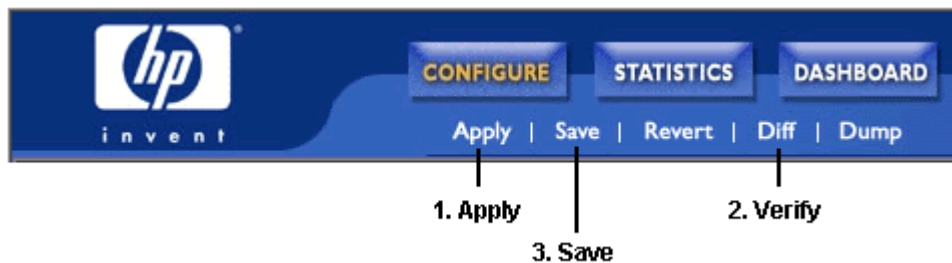 hp
invent
CONFIGURE STATISTICS DASHBOARD
Apply | Save | Revert | Diff | Dump
1. Apply 2. Verify
3. Save